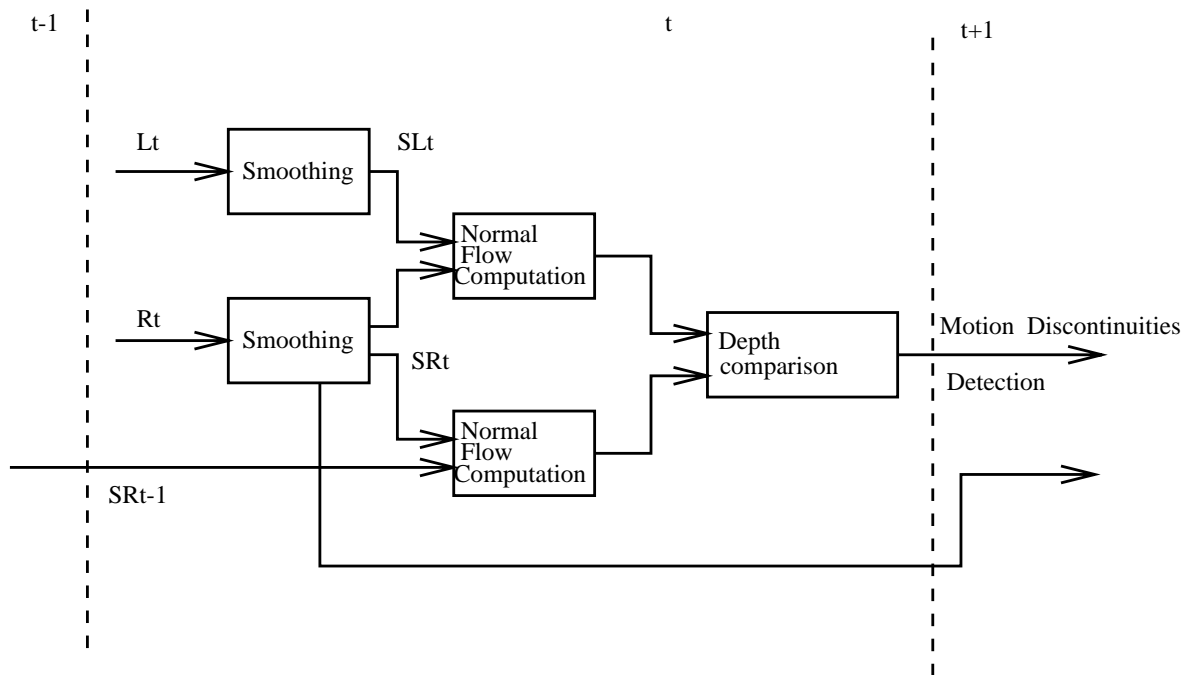 t-1
t
t+1
Lt
SLt
Smoothing
Normal
Flow
Computation
Rt
Smoothing
SRt
Depth
comparison
Motion Discontinuities
Detection
Normal
Flow
Computation
SRt-1